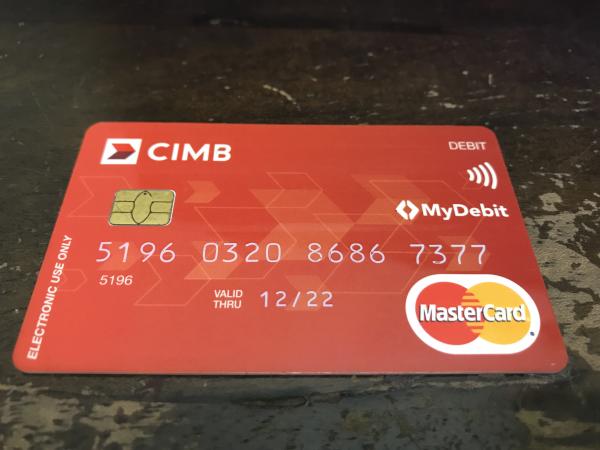 CIMB
DEBIT
MyDebit
5196 0320 8686 7377
5196
VALID
THRU 12/22
MasterCard
ELECTRONIC USE ONLY